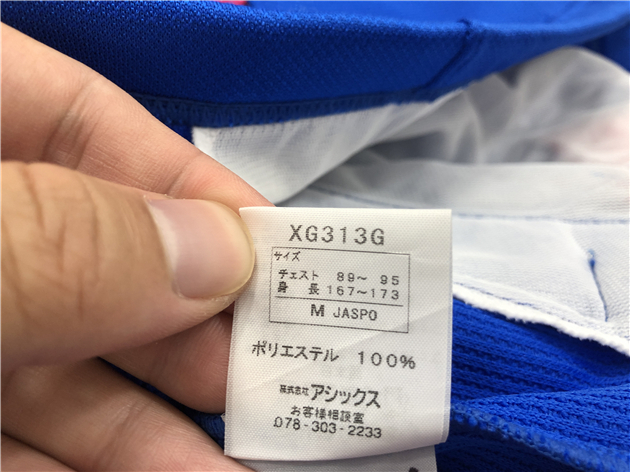 XG313G
サイズ
チェスト 89~ 95
身 長 167~173
M JASPO
ポリエステル 100%
株式会社アシックス
お客様相談室
078-303-2233